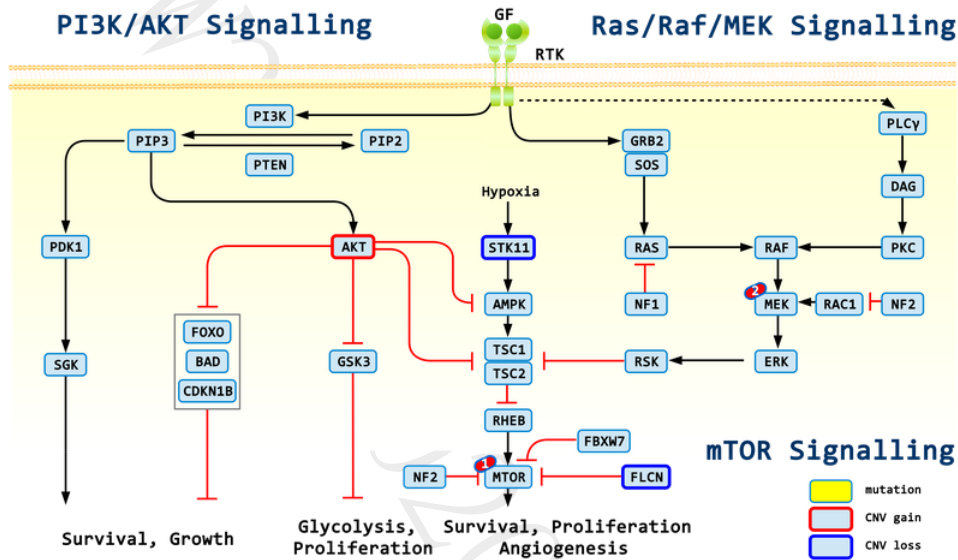 PI3K/AKT Signalling
GF
Ras/Raf/MEK Signalling
RTK
PI3K
PLCγ
PIP3
PIP2
GRB2
PTEN
SOS
Hypoxia
DAG
PDK1
AKT
STK11
RAS
RAF
PKC
2
AMPK
NF1
MEK
RAC1
NF2
FOXO
TSC1
BAD
GSK3
SGK
TSC2
RSK
ERK
CDKN1B
RHEB
FBXW7
mTOR Signalling
1
NF2
MTOR
FLCN
mutation
CNV gain
CNV loss
Survival, Growth
Glycolysis,
Proliferation
Survival, Proliferation
Angiogenesis